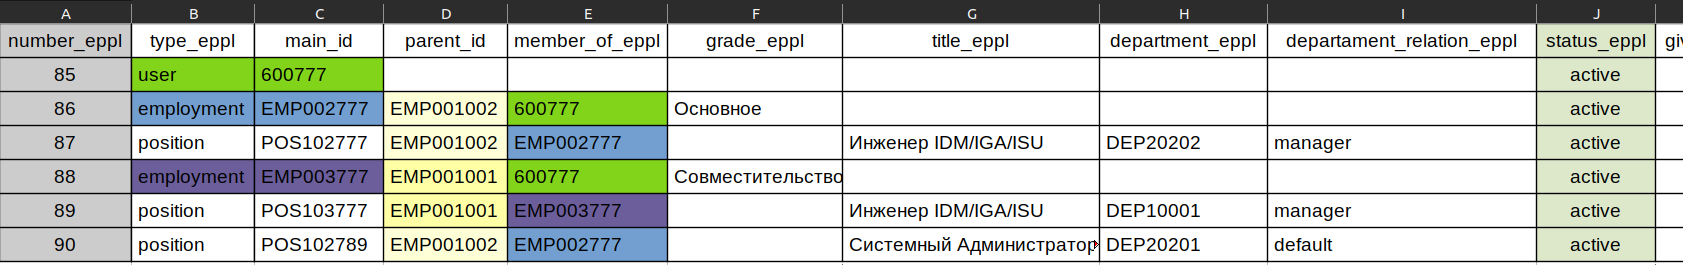 A B C D E F G H I J
number_eppl type_eppl main_id parent_id member_of_eppl grade_eppl title_eppl department_eppl departament_relation_eppl status_eppl
85 user 600777 active
86 employment EMP002777 EMP001002 600777 Основное active
87 position POS102777 EMP001002 EMP002777 Инженер IDM/IGA/ISU DEP20202 manager active
88 employment EMP003777 EMP001001 600777 Совместительство active
89 position POS103777 EMP001001 EMP003777 Инженер IDM/IGA/ISU DEP10001 manager active
90 position POS102789 EMP001002 EMP002777 Системный Администратор DEP20201 default active